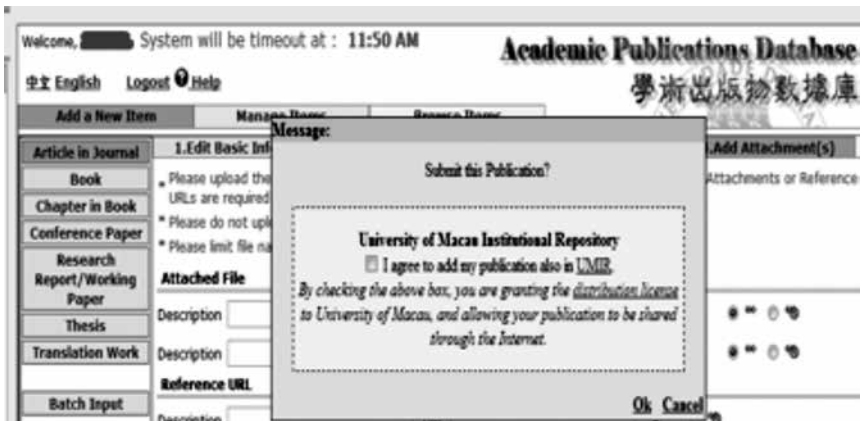 Welcome, System will be timeout at : 11:50 AM
Academic Publications Database
學術出版物數據庫
中文 English Logout Help
Add a New Item Manage Items Browse Items
Message:
Article in Journal
1.Edit Basic
.Add Attachment(s)
Submit this Publication?
Book
Chapter in Book
Conference Paper
Research
Report/Working
Paper
Thesis
Translation Work
Batch Input
Please upload the
Attachments or Reference
URLs are required
* Please do not
* Please limit file
Attached File
Description
Description
Reference URL
Description
University of Macau Institutional Repository
I agree to add my publication also in UMIR.
By checking the above box, you are granting the distribution license
to University of Macau, and allowing your publication to be shared
through the Internet.
Ok Cancel